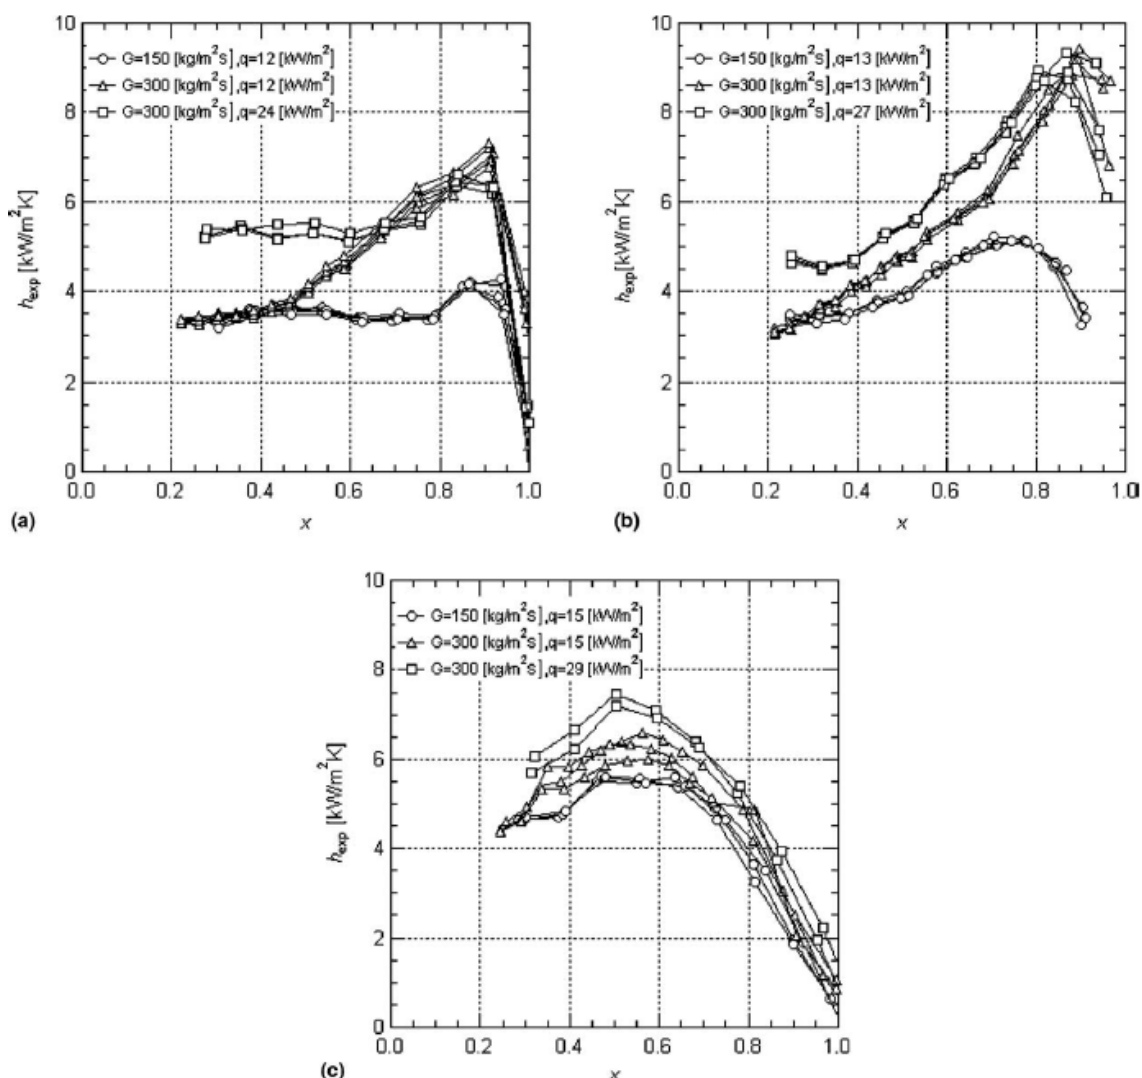 10
8
6
4
2
0
h_exp [kW/m²K]
G=150 [kg/m²S],q=12 [kW/m²]
G=300 [kg/m²S],q=12 [kW/m²]
G=300 [kg/m²S],q=24 [kW/m²]
0.0 0.2 0.4 0.6 0.8 1.0
x
(a)
10
8
6
4
2
0
h_exp[kW/m²K]
G=150 [kg/m²S],q=13 [kW/m²]
G=300 [kg/m²S],q=13 [kW/m²]
G=300 [kg/m²S],q=27 [kW/m²]
0.0 0.2 0.4 0.6 0.8 1.0
x
(b)
10
8
6
4
2
0
h_exp [kW/m²K]
G=150 [kg/m²S],q=15 [kW/m²]
G=300 [kg/m²S],q=15 [kW/m²]
G=300 [kg/m²S],q=29 [kW/m²]
0.0 0.2 0.4 0.6 0.8 1.0
x
(c)